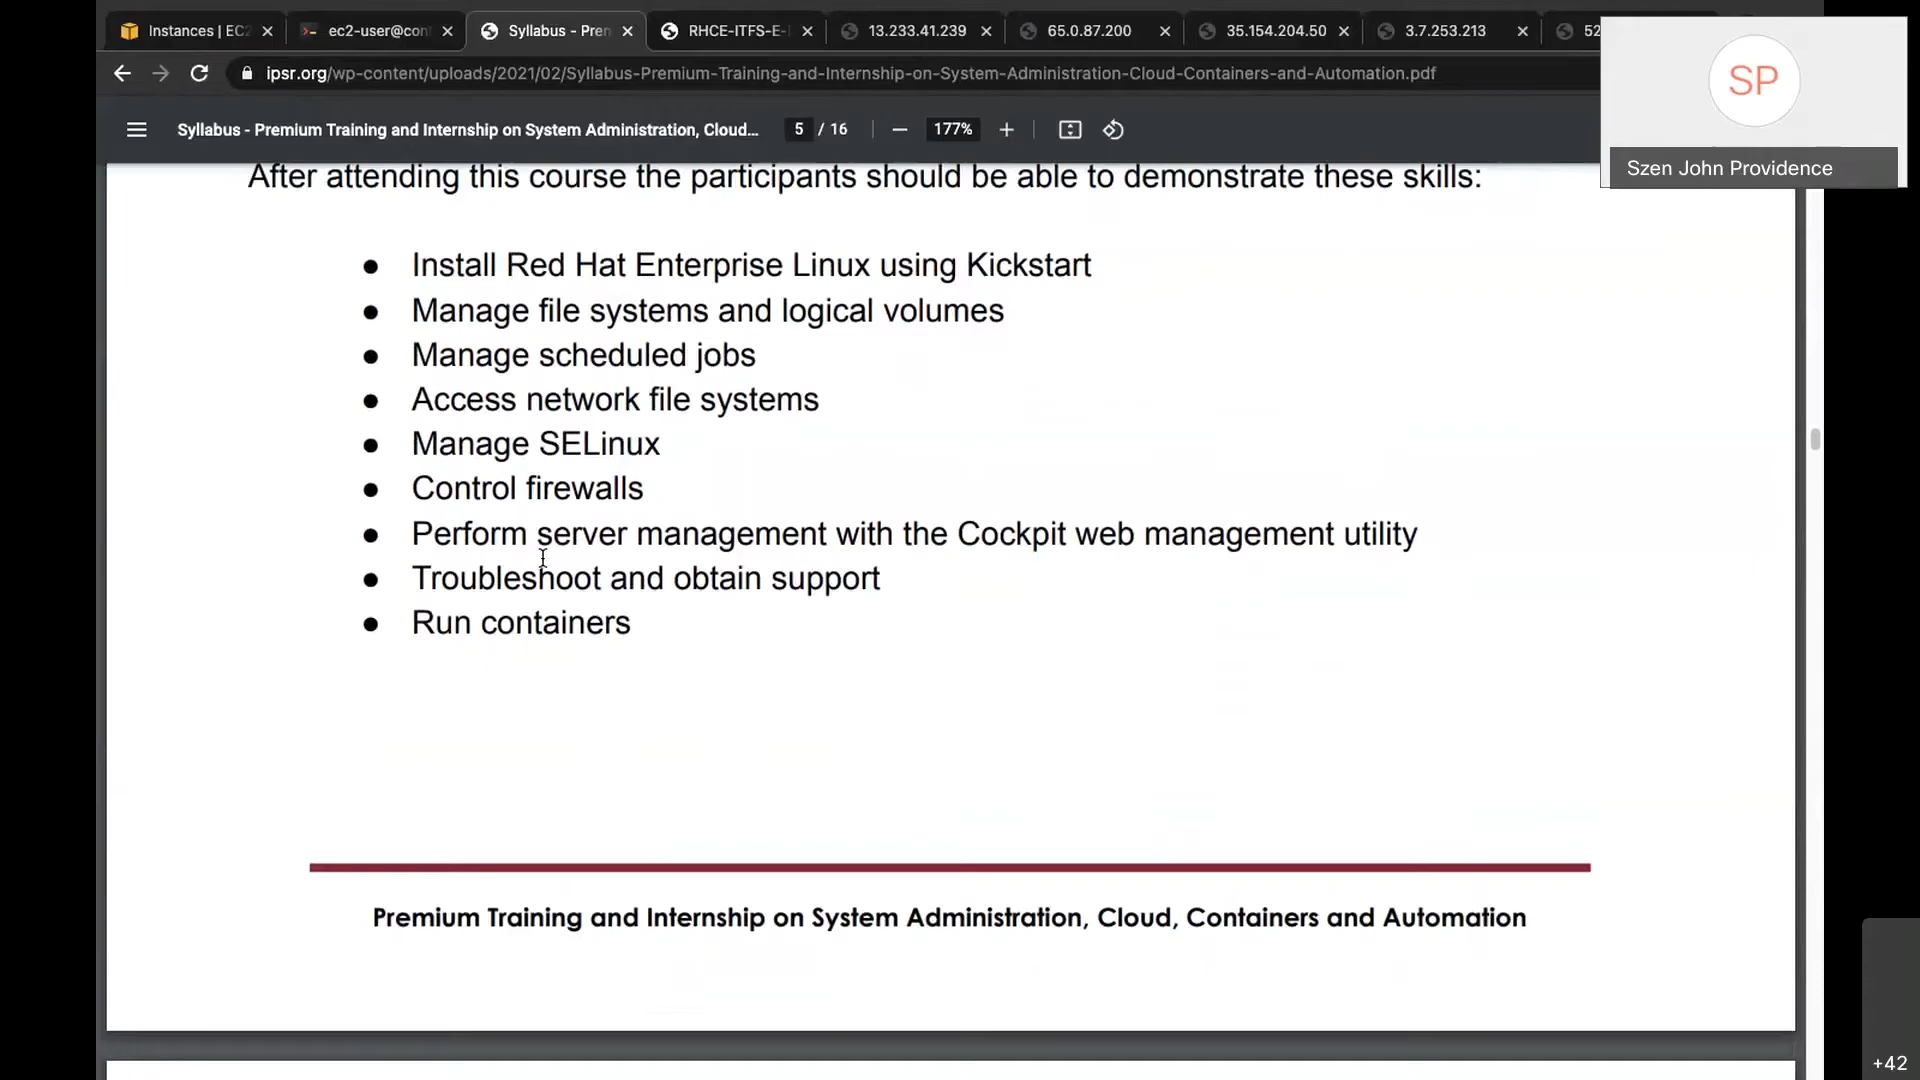 Instances | EC2
ec2-user@con
Syllabus - Pren
RHCE-ITFS-E-
13.233.41.239
65.0.87.200
35.154.204.50
3.7.253.213
52
ipsr.org/wp-content/uploads/2021/02/Syllabus-Premium-Training-and-Internship-on-System-Administration-Cloud-Containers-and-Automation.pdf
Syllabus - Premium Training and Internship on System Administration, Cloud...
5 / 16
177%
SP
Szen John Providence
After attending this course the participants should be able to demonstrate these skills:
● Install Red Hat Enterprise Linux using Kickstart
● Manage file systems and logical volumes
● Manage scheduled jobs
● Access network file systems
● Manage SELinux
● Control firewalls
● Perform server management with the Cockpit web management utility
● Troubleshoot and obtain support
● Run containers
Premium Training and Internship on System Administration, Cloud, Containers and Automation
+42